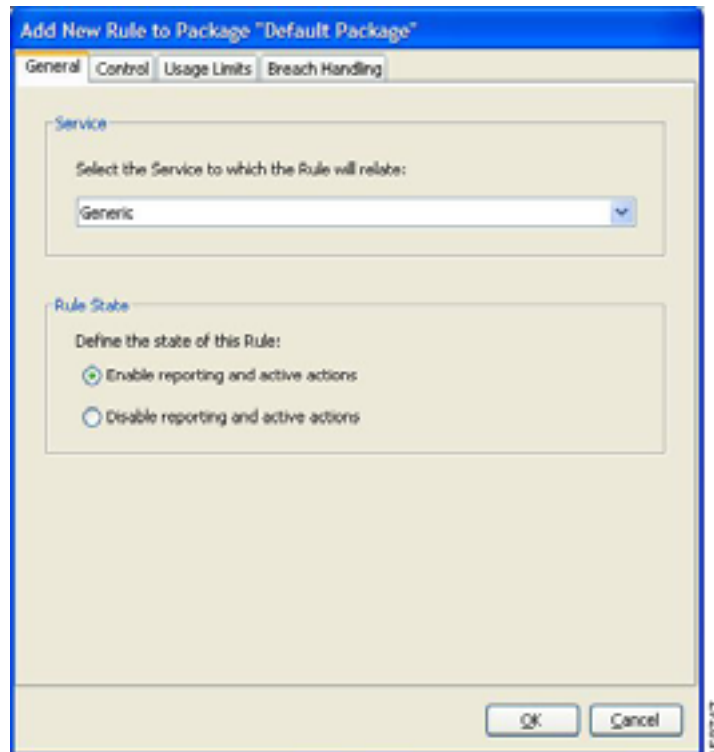 Add New Rule to Package "Default Package"
General Control Usage Limits Breach Handling
Service
Select the Service to which the Rule will relate:
Generic
Rule State
Define the state of this Rule:
Enable reporting and active actions
Disable reporting and active actions
OK Cancel